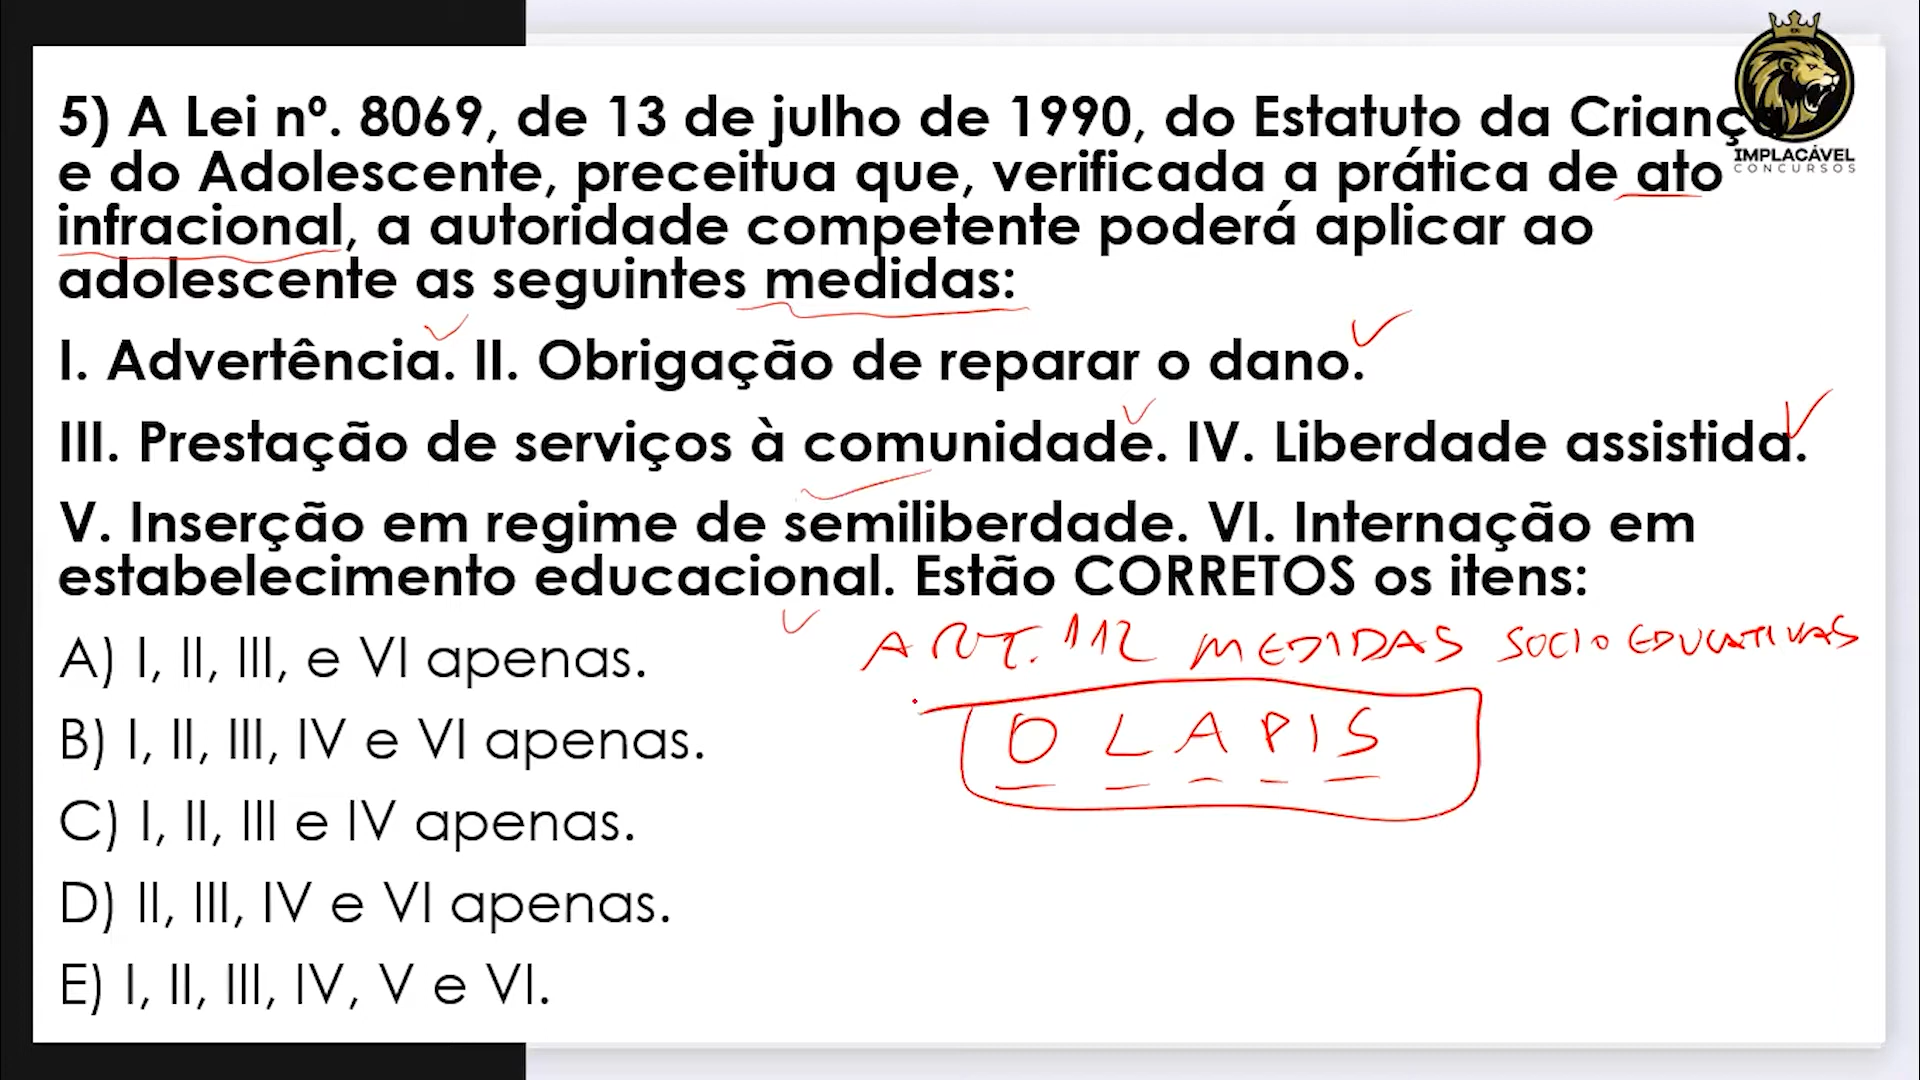 5) A Lei nº. 8069, de 13 de julho de 1990, do Estatuto da Criança
e do Adolescente, preceitua que, verificada a prática de ato
infracional, a autoridade competente poderá aplicar ao
adolescente as seguintes medidas:
I. Advertência. II. Obrigação de reparar o dano.
III. Prestação de serviços à comunidade. IV. Liberdade assistida.
V. Inserção em regime de semiliberdade. VI. Internação em
estabelecimento educacional. Estão CORRETOS os itens:
A) I, II, III, e VI apenas.
B) I, II, III, IV e VI apenas.
C) I, II, III e IV apenas.
D) II, III, IV e VI apenas.
E) I, II, III, IV, V e VI.
ART. 112 MEDIDAS SOCIO EDUCATIVAS
O L A P I S
IMPLACÁVEL
CONCURSOS